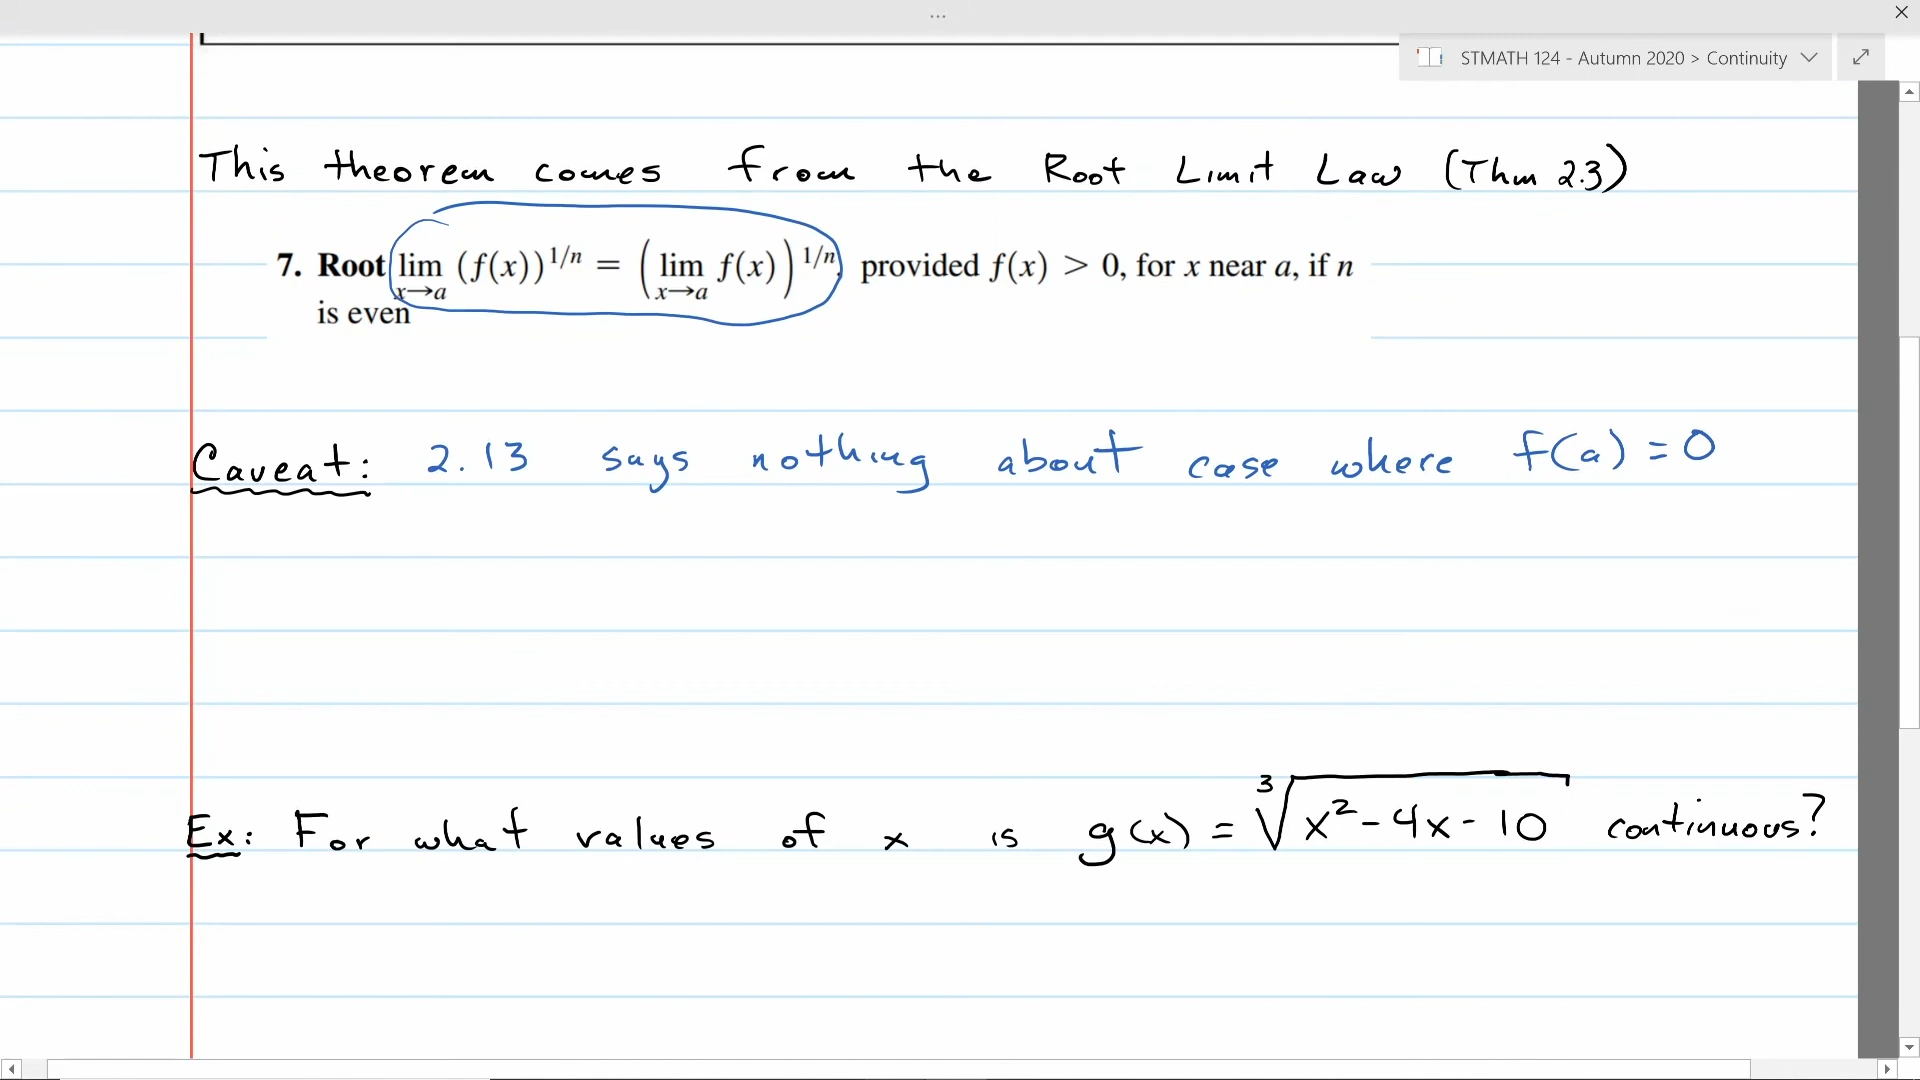 STMATH 124 - Autumn 2020 > Continuity
This theorem comes from the Root Limit Law (Thm 2.3)
7. Root lim_{x→a} (f(x))^{1/n} = (lim_{x→a} f(x))^{1/n}, provided f(x) > 0, for x near a, if n
is even
Caveat: 2.13 says nothing about case where f(a) = 0
Ex: For what values of x is g(x) = ∛(x² - 4x - 10) continuous?